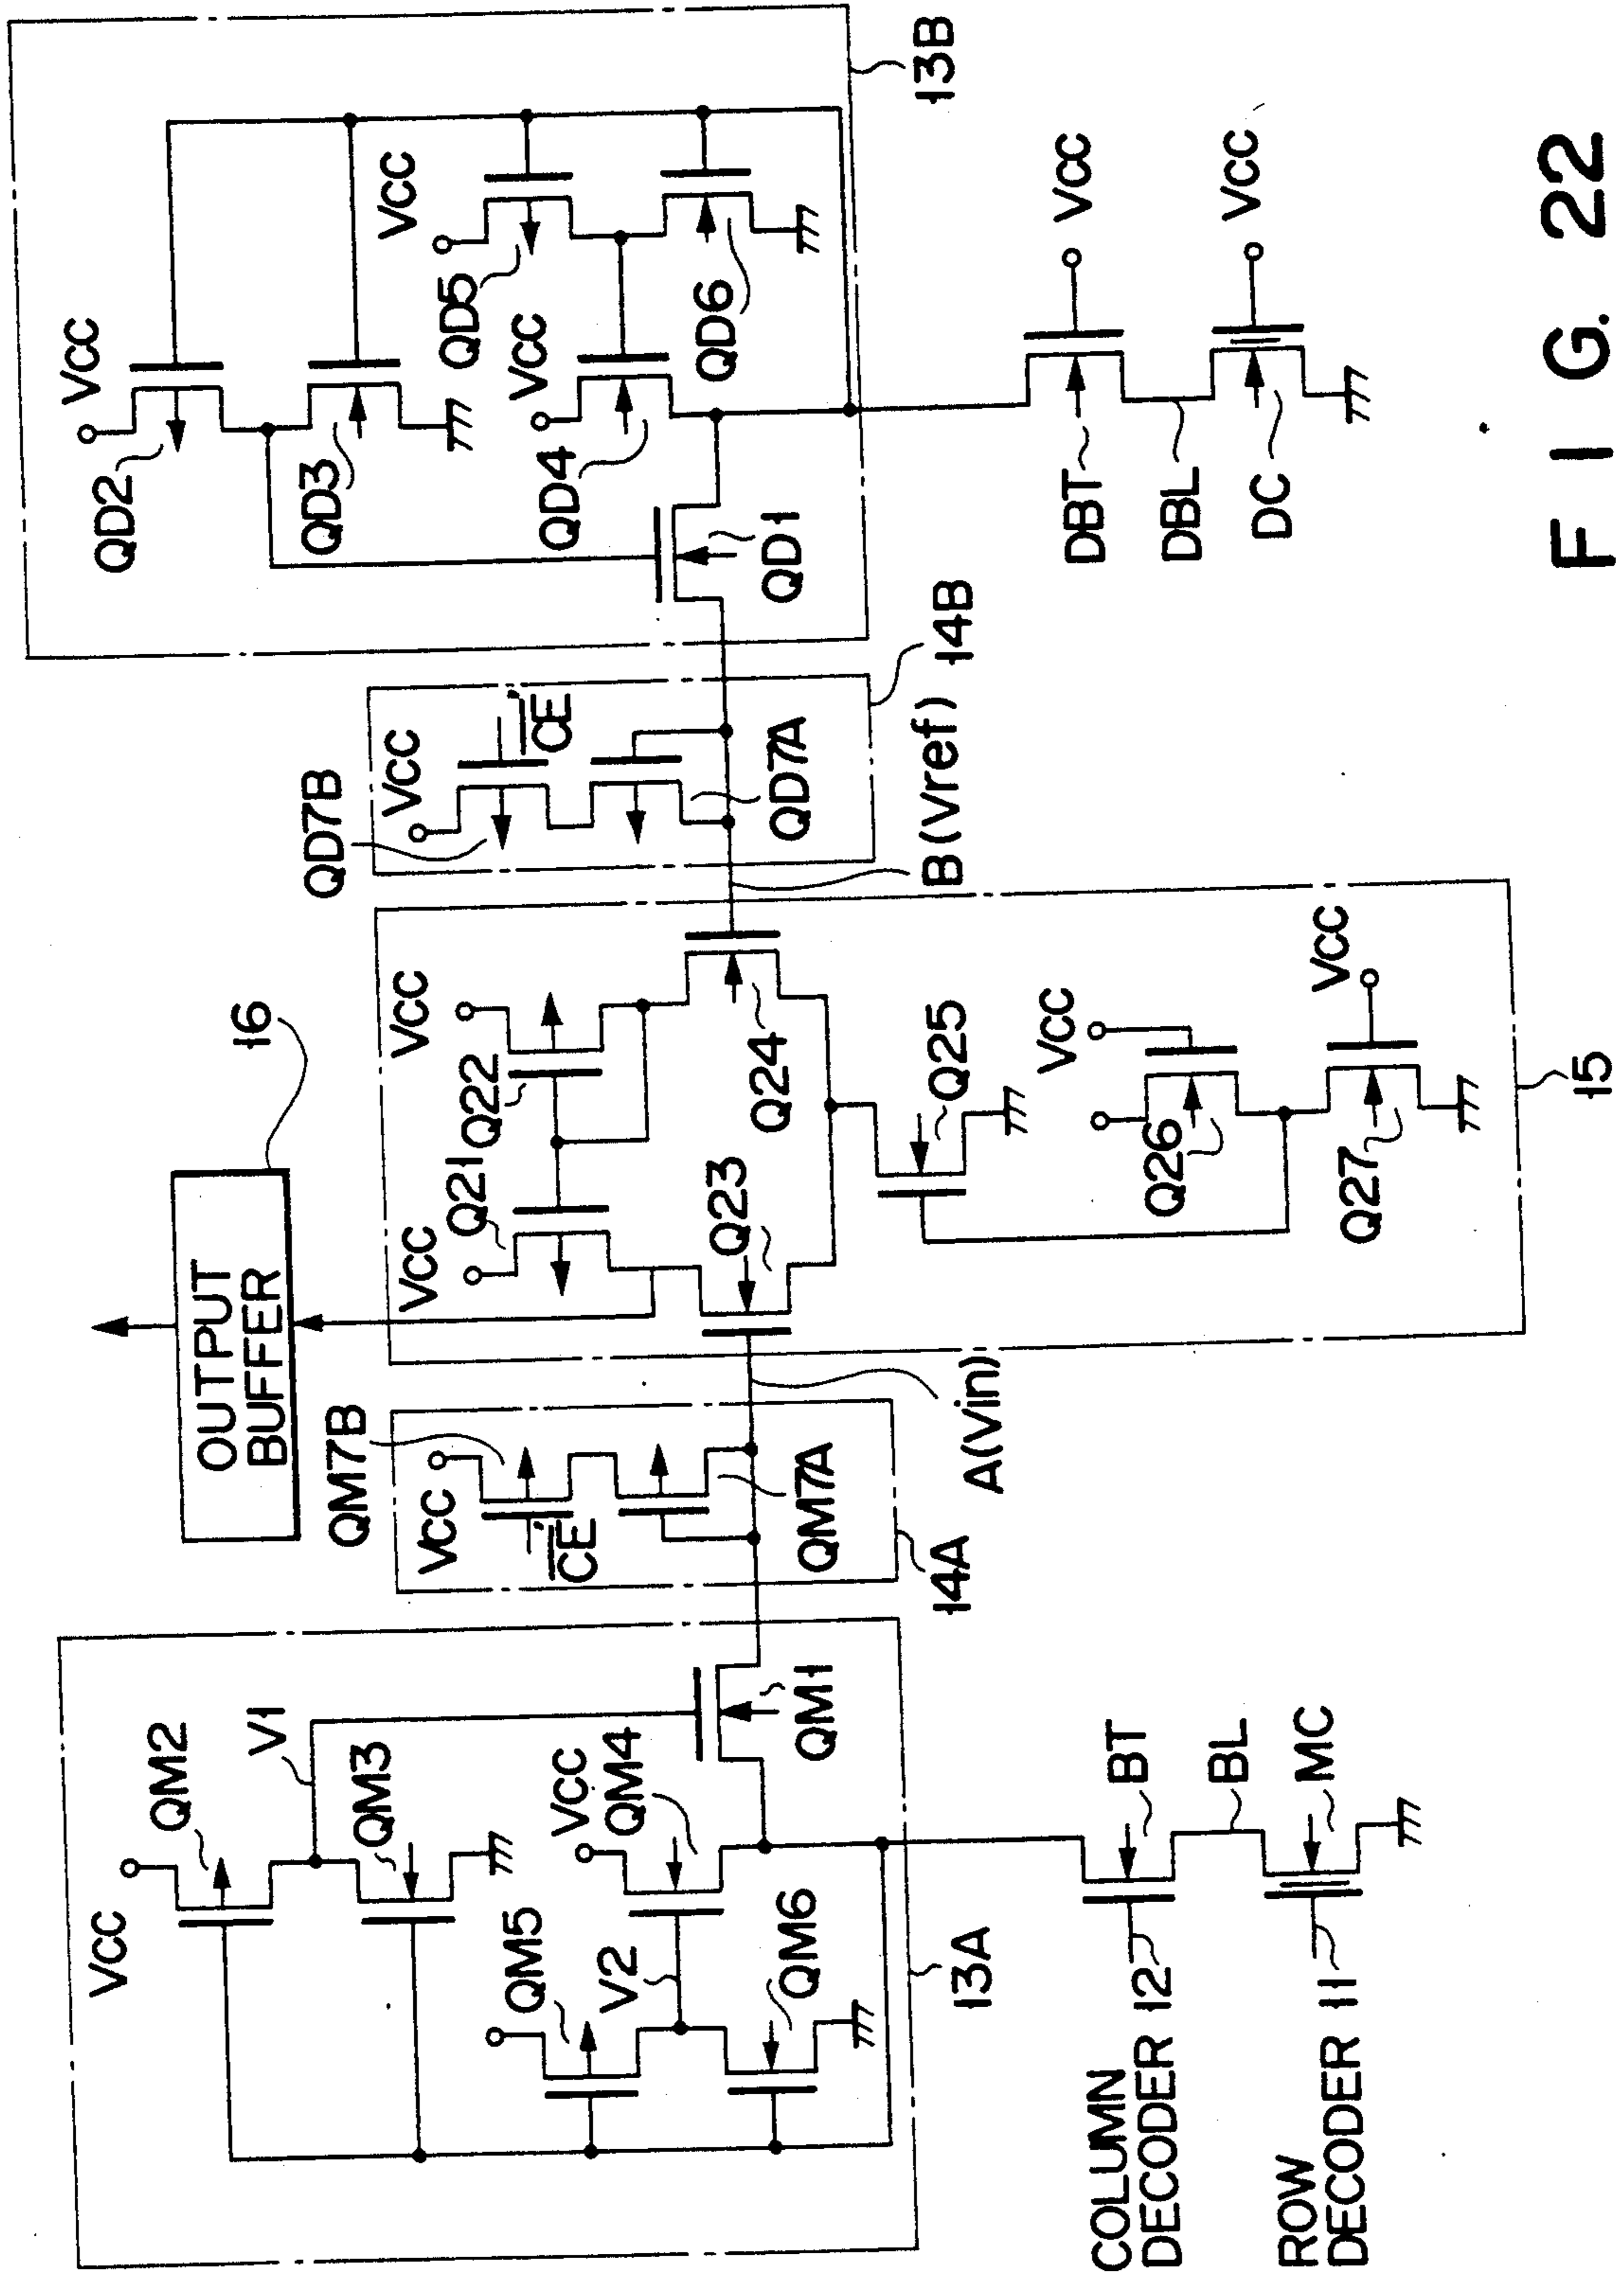 VCC
QM2
V1
QM3
VCC
QM4
QM5
V2
QM6
QM1
13A
COLUMN
DECODER 12
BT
BL
ROW
DECODER 11
MC
QM7B
VCC
CE
QM7A
14A
A(Vin)
OUTPUT
BUFFER
16
VCC
Q21
Q22
VCC
Q23
Q24
Q25
VCC
Q26
Q27
VCC
15
B(Vref)
QD7B
VCC
CE
QD7A
14B
VCC
QD2
QD3
VCC
QD5
VCC
QD4
QD6
QD1
13B
DBT
VCC
DBL
DC
VCC
FIG. 22